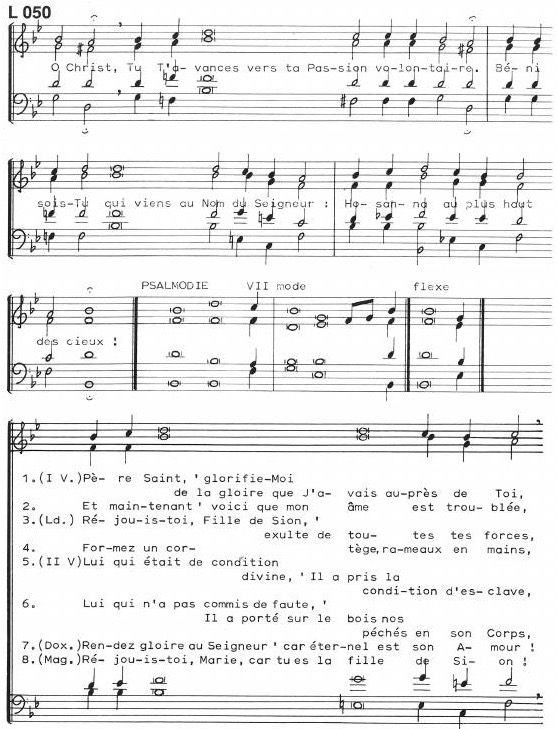 L 050
O Christ, Tu T'a- vances vers ta Pas-sion vo-lon-tai-re. Bé-ni
sois-Tu qui viens au Nom du Seigneur : Ho-san-na au plus haut
PSALMODIE VII mode flexe
des cieux !
1.(I V.)Pè- re Saint, ' glorifie-Moi
de la gloire que J'a- vais au-près de Toi,
2. Et main-tenant' voici que mon âme est trou-blée,
3.(Ld.) Ré- jou-is-toi, Fille de Sion, '
exulte de tou- tes tes forces,
4. For-mez un cor- tège,ra-meaux en mains,
5.(II V)Lui qui était de condition
divine, ' Il a pris la
condi-tion d'es-clave,
6. Lui qui n'a pas commis de faute, '
Il a porté sur le bois nos
péchés en son Corps,
7.(Dox.)Ren-dez gloire au Seigneur ' car éter-nel est son A- mour !
8.(Mag.)Ré- jou-is-toi, Marie, car tu es la fille de Si- on !